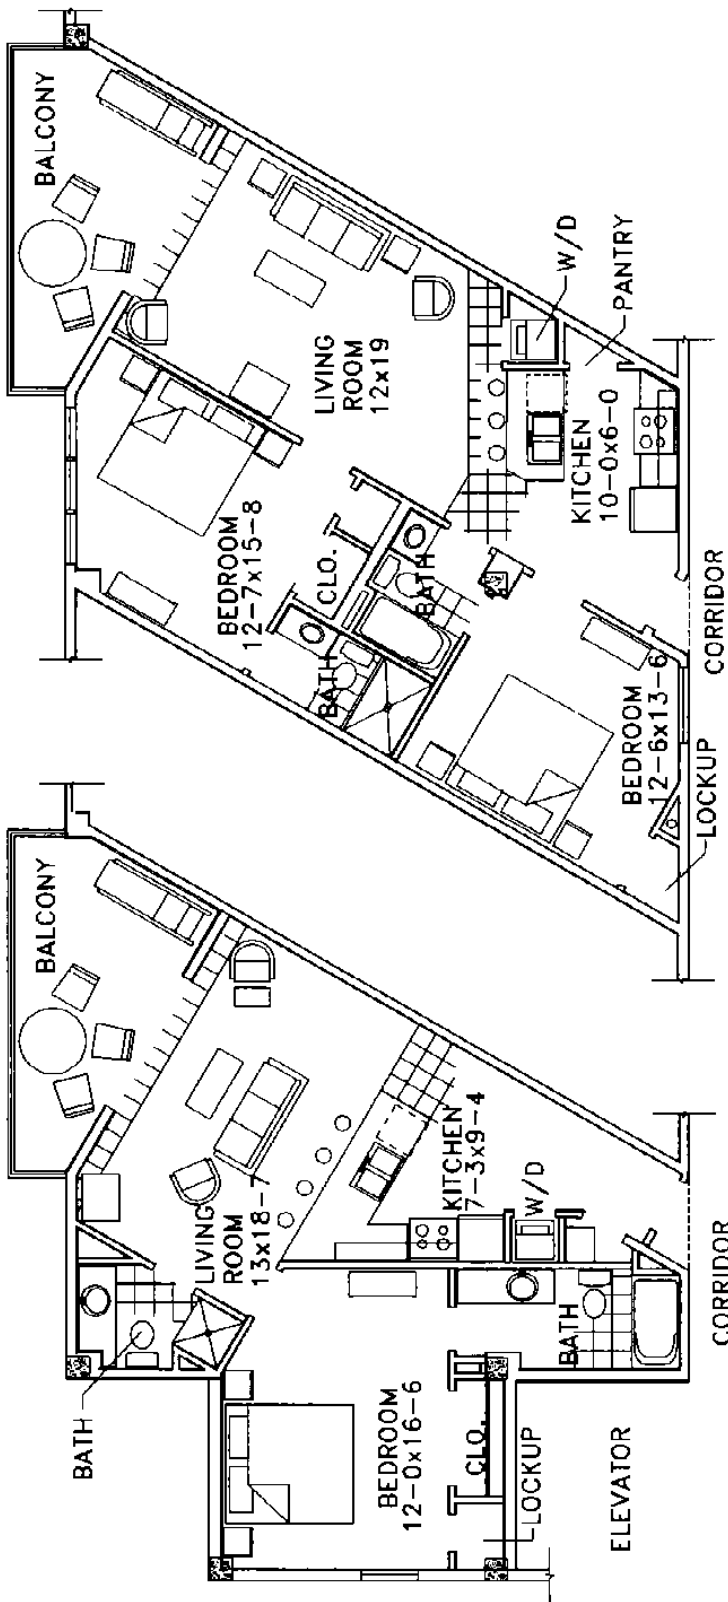 BALCONY
LIVING
ROOM
12x19
W/D
PANTRY
BEDROOM
12-7x15-8
CLO.
BATH
BATH
KITCHEN
10-0x6-0
BEDROOM
12-6x13-6
LOCKUP
CORRIDOR
BALCONY
LIVING
ROOM
KITCHEN
7-3x9-4
W/D
BATH
BEDROOM
12-0x16-6
CLO.
BATH
LOCKUP
ELEVATOR
CORRIDOR